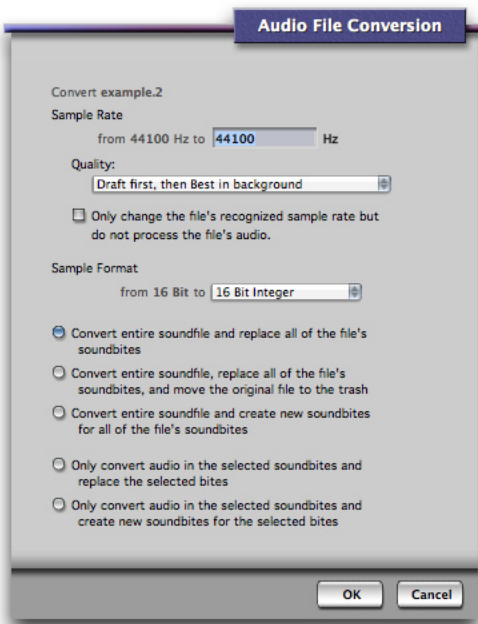 Audio File Conversion
Convert example.2
Sample Rate
from 44100 Hz to 44100 Hz
Quality:
Draft first, then Best in background
Only change the file's recognized sample rate but
do not process the file's audio.
Sample Format
from 16 Bit to 16 Bit Integer
Convert entire soundfile and replace all of the file's
soundbites
Convert entire soundfile, replace all of the file's
soundbites, and move the original file to the trash
Convert entire soundfile and create new soundbites
for all of the file's soundbites
Only convert audio in the selected soundbites and
replace the selected bites
Only convert audio in the selected soundbites and
create new soundbites for the selected bites
OK Cancel